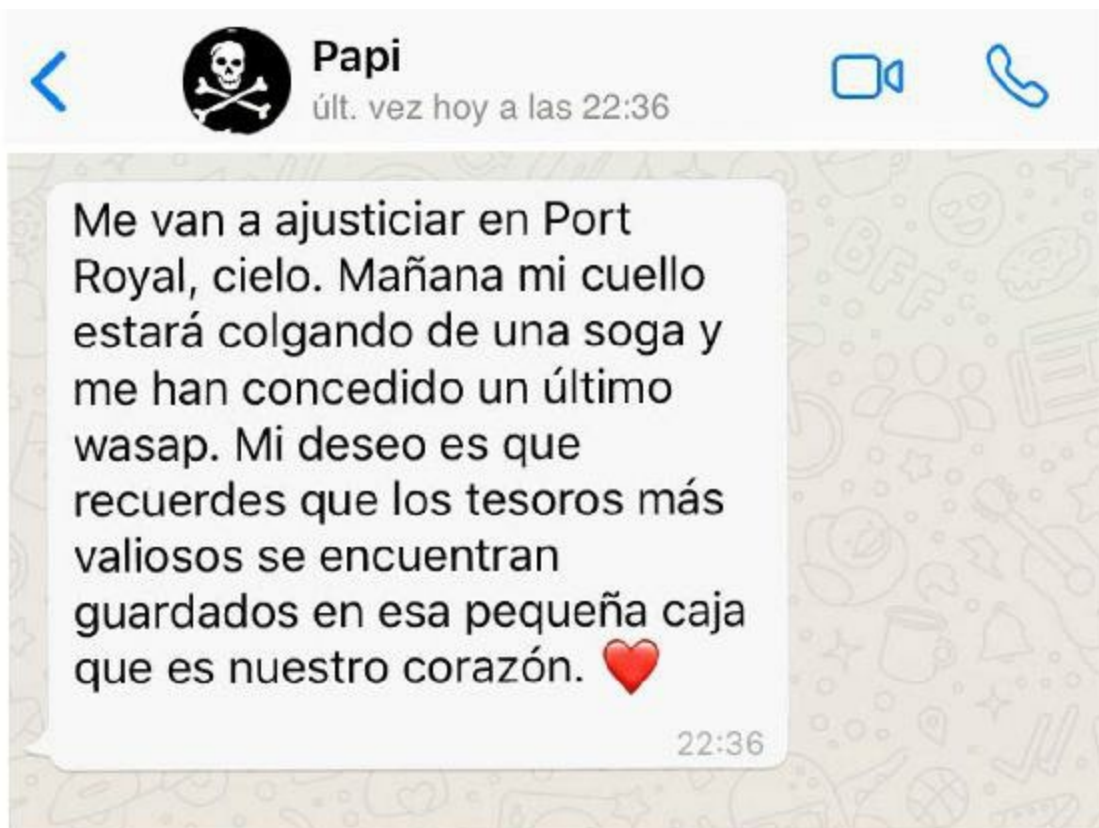 Papi
últ. vez hoy a las 22:36
Me van a ajusticiar en Port
Royal, cielo. Mañana mi cuello
estará colgando de una soga y
me han concedido un último
wasap. Mi deseo es que
recuerdes que los tesoros más
valiosos se encuentran
guardados en esa pequeña caja
que es nuestro corazón. ❤️
22:36
BFF